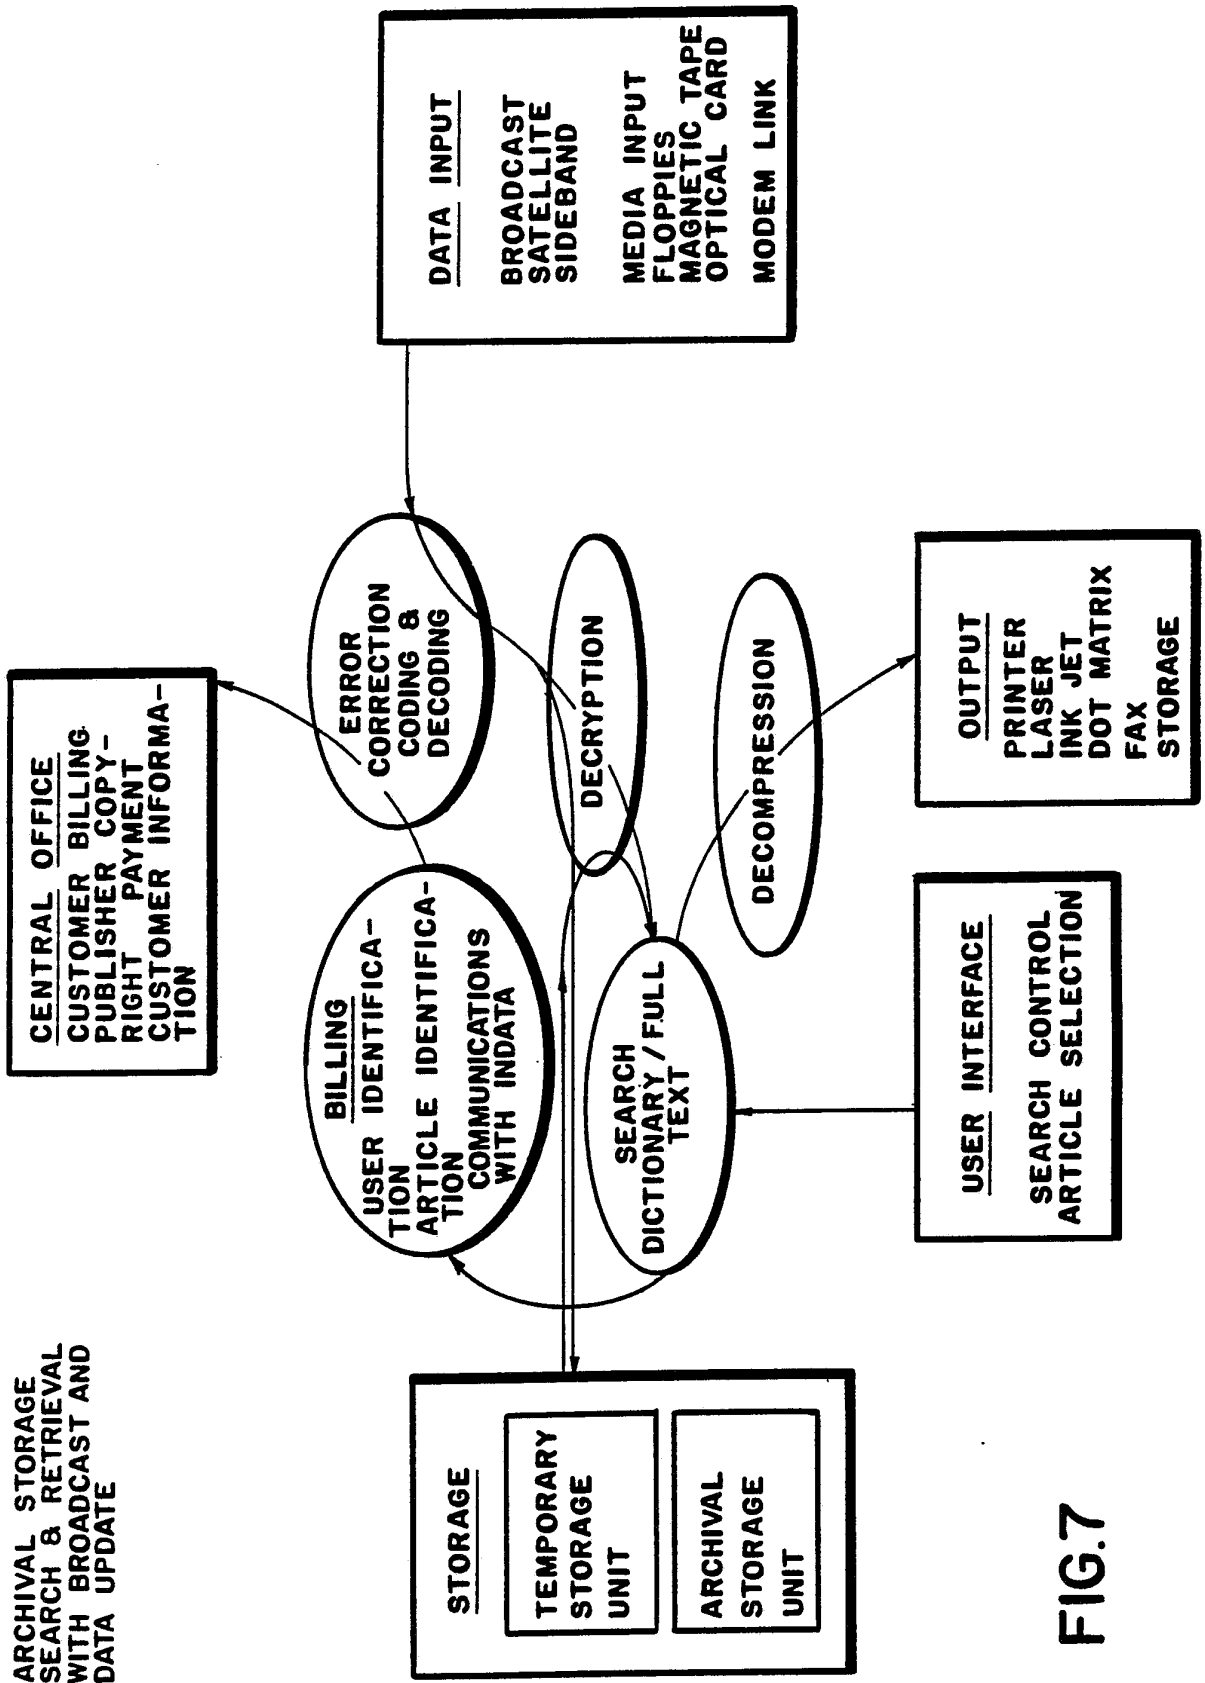 ARCHIVAL STORAGE
SEARCH & RETRIEVAL
WITH BROADCAST AND
DATA UPDATE
CENTRAL OFFICE
CUSTOMER BILLING
PUBLISHER COPY-
RIGHT PAYMENT
CUSTOMER INFORMA-
TION
BILLING
USER IDENTIFICA-
TION
ARTICLE IDENTIFICA-
TION
COMMUNICATIONS
WITH INDATA
ERROR
CORRECTION
CODING &
DECODING
DATA INPUT
BROADCAST
SATELLITE
SIDEBAND
MEDIA INPUT
FLOPPIES
MAGNETIC TAPE
OPTICAL CARD
MODEM LINK
STORAGE
TEMPORARY
STORAGE
UNIT
ARCHIVAL
STORAGE
UNIT
SEARCH
DICTIONARY/FULL
TEXT
DECRYPTION
DECOMPRESSION
USER INTERFACE
SEARCH CONTROL
ARTICLE SELECTION
OUTPUT
PRINTER
LASER
INK JET
DOT MATRIX
FAX
STORAGE
FIG.7